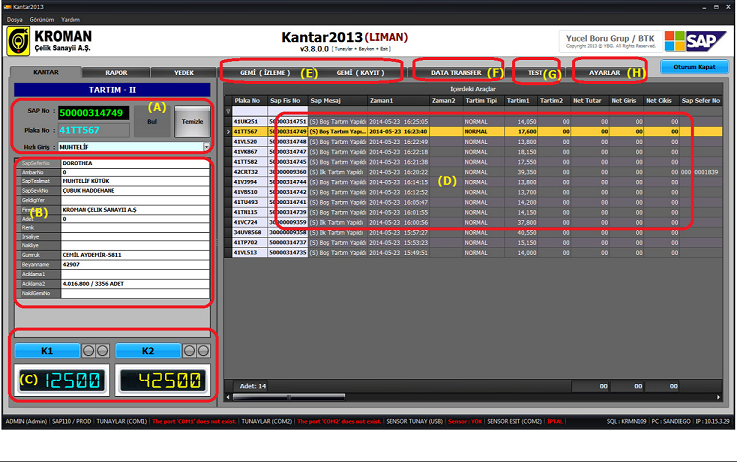 Kantar2013
Dosya Görünüm Yardım
KROMAN
Çelik Sanayii A.Ş.
Kantar2013 (LIMAN)
v3.8.0.0 ( Tunaylar + Baykon + Esit )
Yucel Boru Grup / BTK
Copyright 2013 @ YBG. All Rights Reserved.
SAP
KANTAR RAPOR YEDEK GEMİ ( İZLEME ) (E) GEMİ ( KAYIT ) DATA TRANSFER (F) TEST (G) AYARLAR (H) Oturum Kapat
TARTIM - II
(A)
SAP No : 50000314749 Bul Temizle
Plaka No : 41TT567
Hızlı Giriş : MUHTELİF
SapSeferNo DOROTHEA
AmbarNo 0
SapTeslimat MUHTELİF KÜTÜK
SapSevkNo ÇUBUK HADDEHANE
GeldigiYer
(B) KROMAN ÇELİK SANAYII A.Ş.
Adet 0
Renk
Irsaliye
Nakliye
Gumruk CEMİL AYDEMİR-5811
Beyanname 42907
Aciklama1
Aciklama2 4.016.800 / 3356 ADET
NakilGemiNo
K1 K2
(C) 12500 42500
İçerdeki Araçlar
Plaka No Sap Fis No Sap Mesaj Zaman1 Zaman2 Tartim Tipi Tartim1 Tartim2 Net Tutar Net Giris Net Cikis Sap Sefer No
41UK251 50000314751 (S) Boş Tartım Yapıldı 2014-05-23 16:25:05 NORMAL 14,050 00 00 00 00
41TT567 50000314749 (S) Boş Tartım Yapı... 2014-05-23 16:23:40 NORMAL 17,600 00 00 00 00
41VL520 50000314748 (S) Boş Tartım Yapıldı 2014-05-23 16:22:49 NORMAL 13,800 00 00 00 00
41VK867 50000314747 (S) Boş Tartım Yapıldı 2014-05-23 16:22:18 NORMAL 18,150 00 00 00 00
41TT582 50000314745 (S) Boş Tartım Yapıldı 2014-05-23 16:21:38 NORMAL 17,550 00 00 00 00
42CRT32 30000009360 (S) İlk Tartım Yapıldı 2014-05-23 16:20:22 NORMAL 39,350 00 00 00 00 000 0000001839
41VJ994 50000314744 (S) Boş Tartım Yapıldı 2014-05-23 16:14:15 NORMAL 13,800 00 00 00 00
41VB510 50000314742 (S) Boş Tartım Yapıldı 2014-05-23 16:12:52 NORMAL 13,700 00 00 00 00
41TU493 50000314741 (S) Boş Tartım Yapıldı 2014-05-23 16:05:47 NORMAL 14,200 00 00 00 00
41TR115 50000314739 (S) Boş Tartım Yapıldı 2014-05-23 16:01:55 NORMAL 14,150 00 00 00 00
41VC724 30000009359 (S) İlk Tartım Yapıldı 2014-05-23 16:00:56 NORMAL 37,800 00 00 00 00
34UV8568 30000009358 (S) İlk Tartım Yapıldı 2014-05-23 15:57:27 NORMAL 40,550 00 00 00 00
41TP702 50000314737 (S) Boş Tartım Yapıldı 2014-05-23 15:53:23 NORMAL 15,150 00 00 00 00
41VL513 50000314735 (S) Boş Tartım Yapıldı 2014-05-23 15:49:51 NORMAL 14,000 00 00 00 00
(D)
Adet: 14 00 00 00
ADMIN (Admin) SAP110 / PROD TUNAYLAR (COM1) The port 'COM1' does not exist. TUNAYLAR (COM2) The port 'COM2' does not exist. SENSOR TUNAY (USB) Sensor : YOK SENSOR ESIT (COM2) İPTAL SQL : KRMN109 PC : SANDIEGO IP : 10.15.3.29